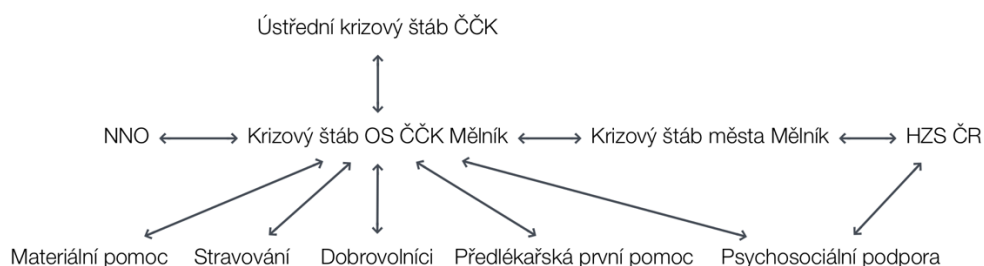 Ústřední krizový štáb ČČK
NNO Krizový štáb OS ČČK Mělník Krizový štáb města Mělník HZS ČR
Materiální pomoc Stravování Dobrovolníci Předlékařská první pomoc Psychosociální podpora